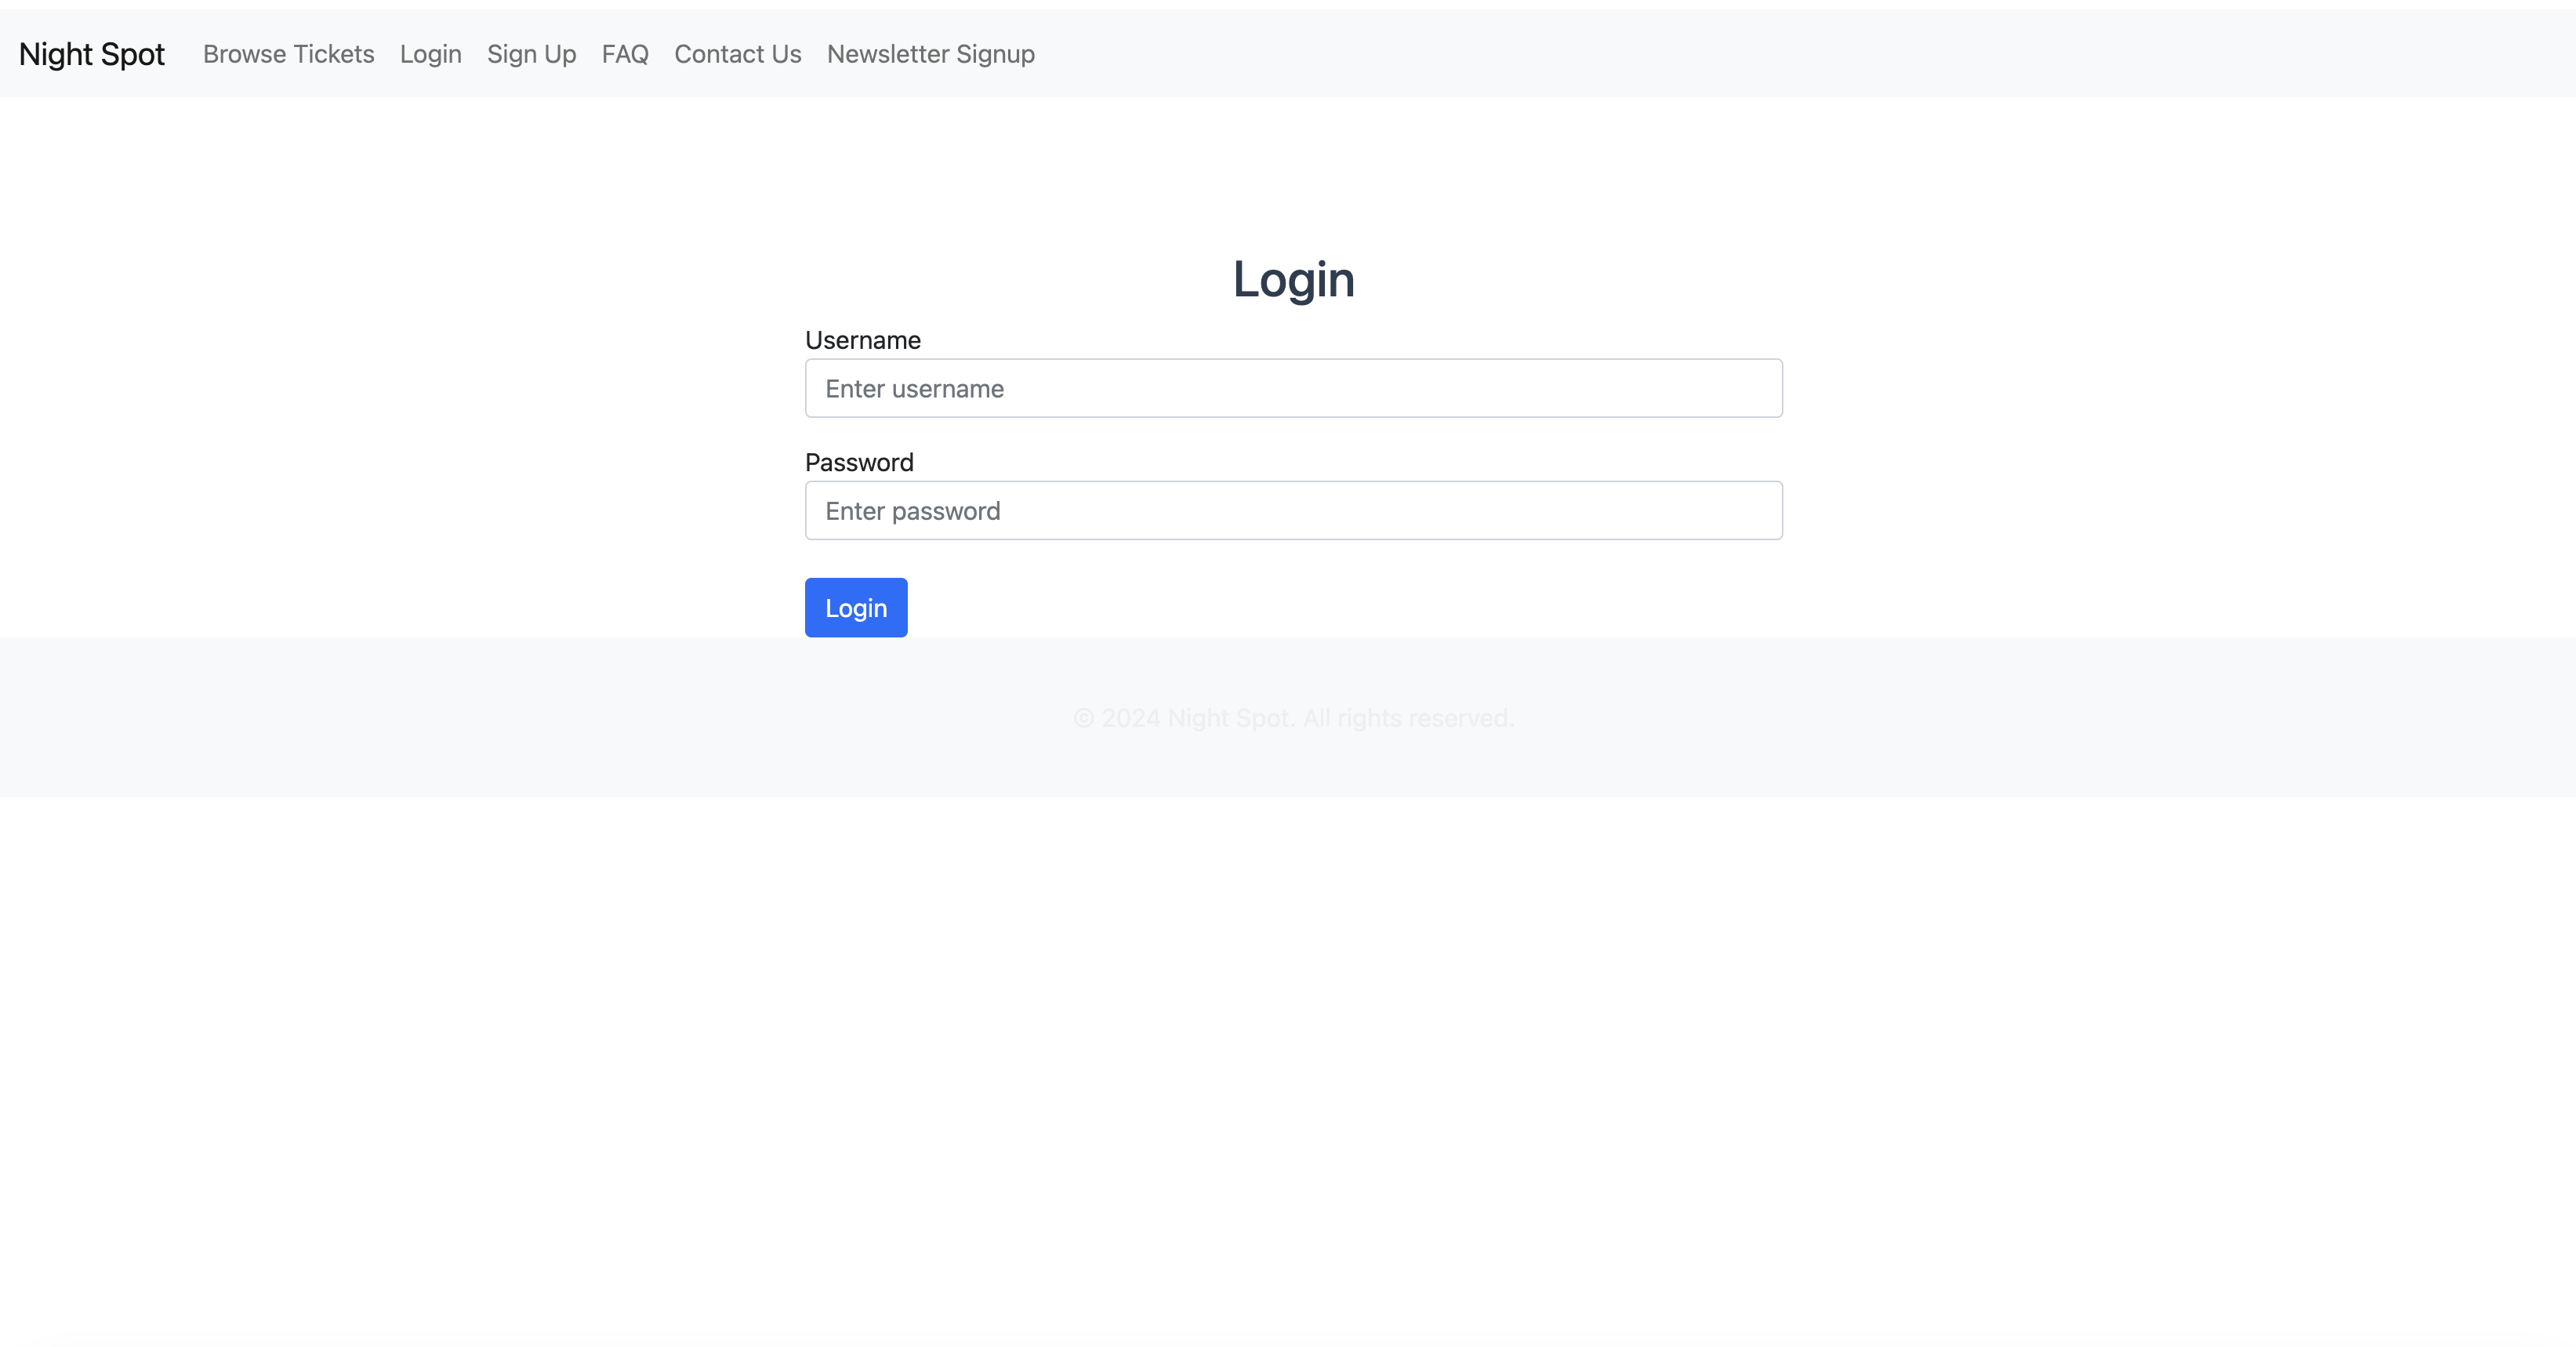 Night Spot Browse Tickets Login Sign Up FAQ Contact Us Newsletter Signup
Login
Username
Enter username
Password
Enter password
Login
© 2024 Night Spot. All rights reserved.